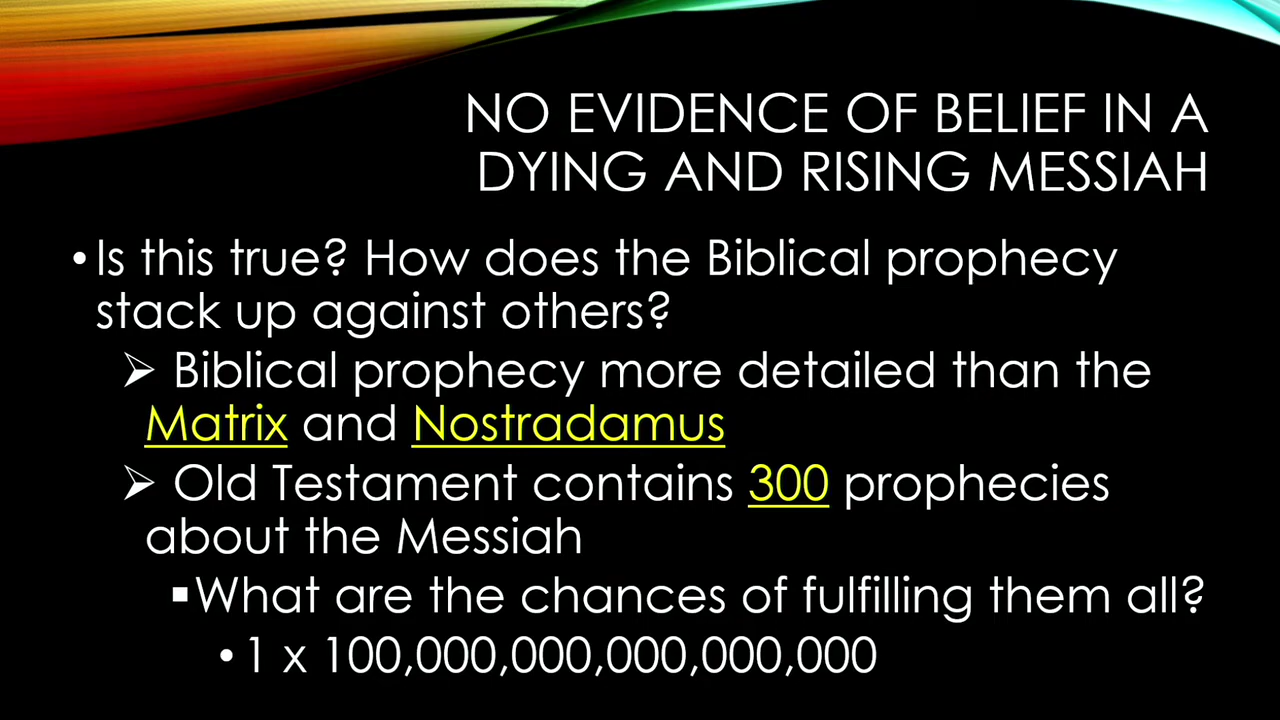 NO EVIDENCE OF BELIEF IN A
DYING AND RISING MESSIAH
•Is this true? How does the Biblical prophecy
stack up against others?
➢ Biblical prophecy more detailed than the
Matrix and Nostradamus
➢ Old Testament contains 300 prophecies
about the Messiah
▪What are the chances of fulfilling them all?
•1 x 100,000,000,000,000,000